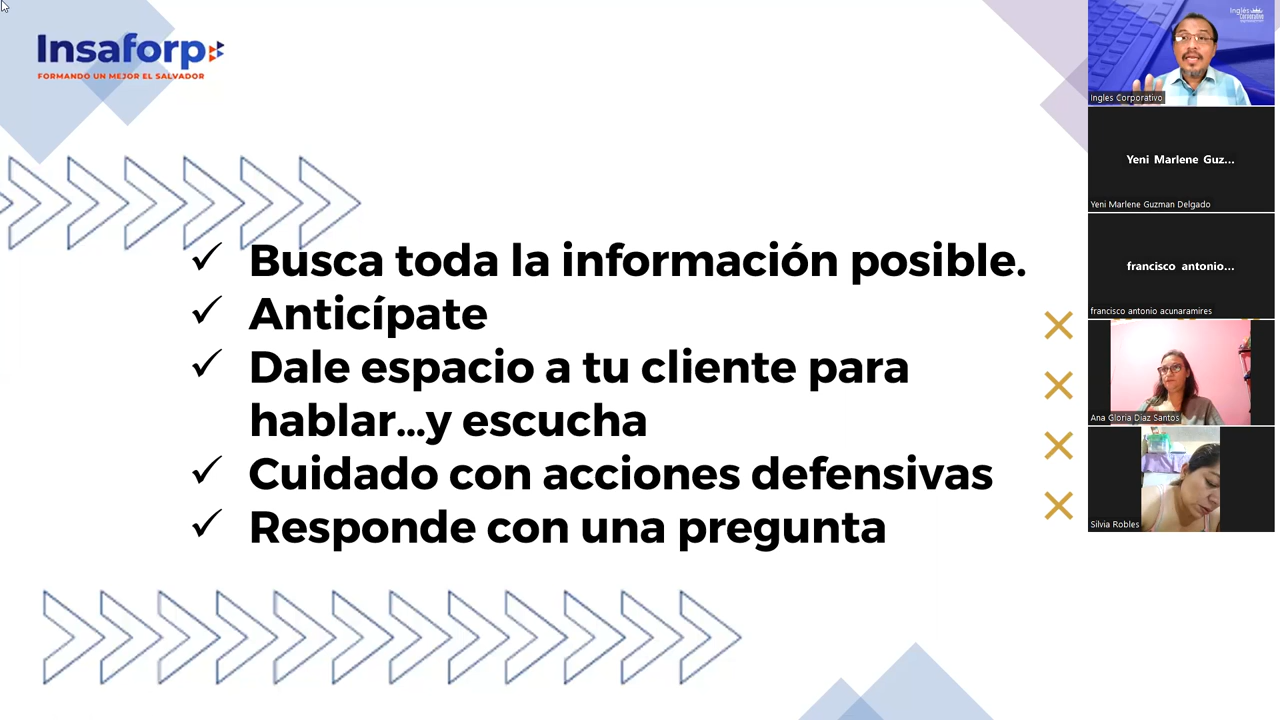 Insaforp
FORMANDO UN MEJOR EL SALVADOR
✓ Busca toda la información posible.
✓ Anticípate
✓ Dale espacio a tu cliente para
hablar...y escucha
✓ Cuidado con acciones defensivas
✓ Responde con una pregunta
Inglés
Corporativo
Ingles Corporativo
Yeni Marlene Guz...
Yeni Marlene Guzman Delgado
francisco antonio...
francisco antonio acunaramires
Ana Gloria Diaz Santos
Silvia Robles